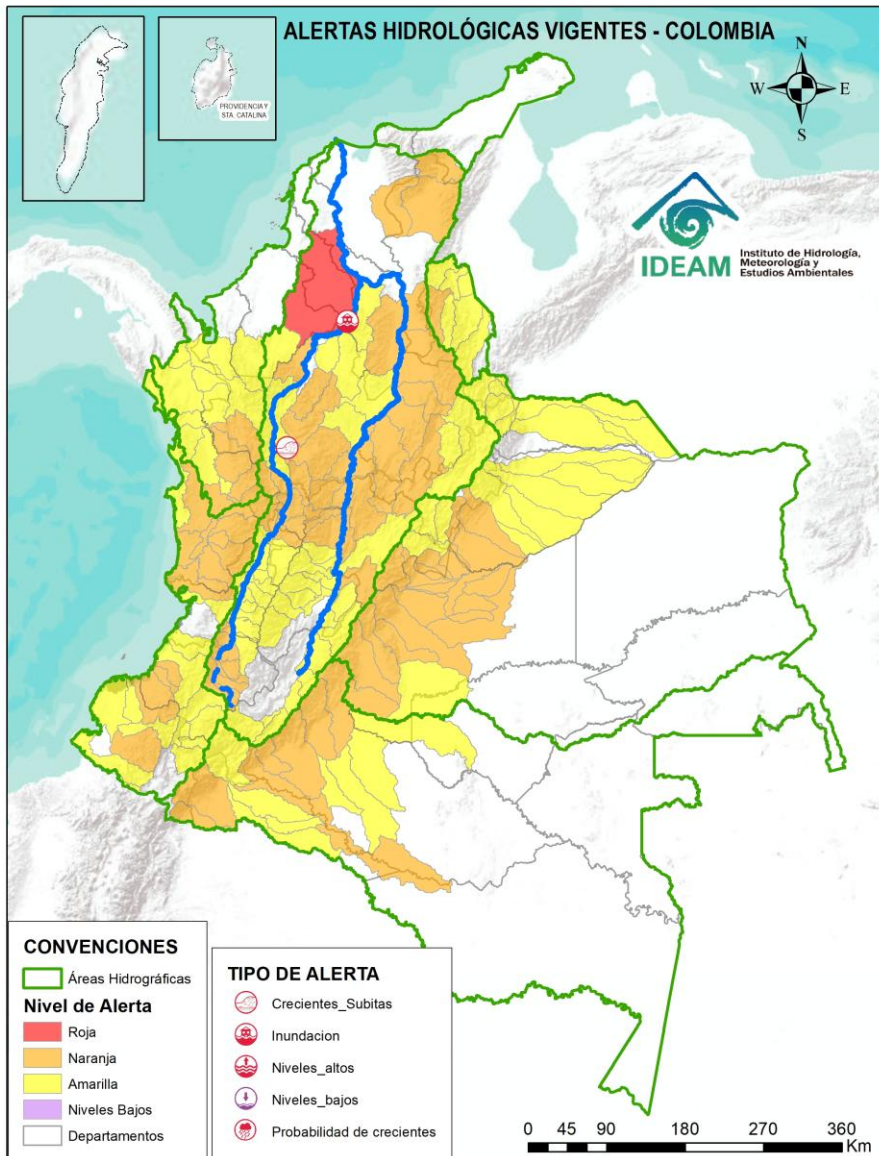 ALERTAS HIDROLÓGICAS VIGENTES - COLOMBIA
PROVIDENCIA Y
STA. CATALINA
N
W
E
S
IDEAM
Instituto de Hidrología,
Meteorología y
Estudios Ambientales
CONVENCIONES
Áreas Hidrográficas
Nivel de Alerta
Roja
Naranja
Amarilla
Niveles Bajos
Departamentos
TIPO DE ALERTA
Crecientes_Subitas
Inundacion
Niveles_altos
Niveles_bajos
Probabilidad de crecientes
0 45 90 180 270 360
Km